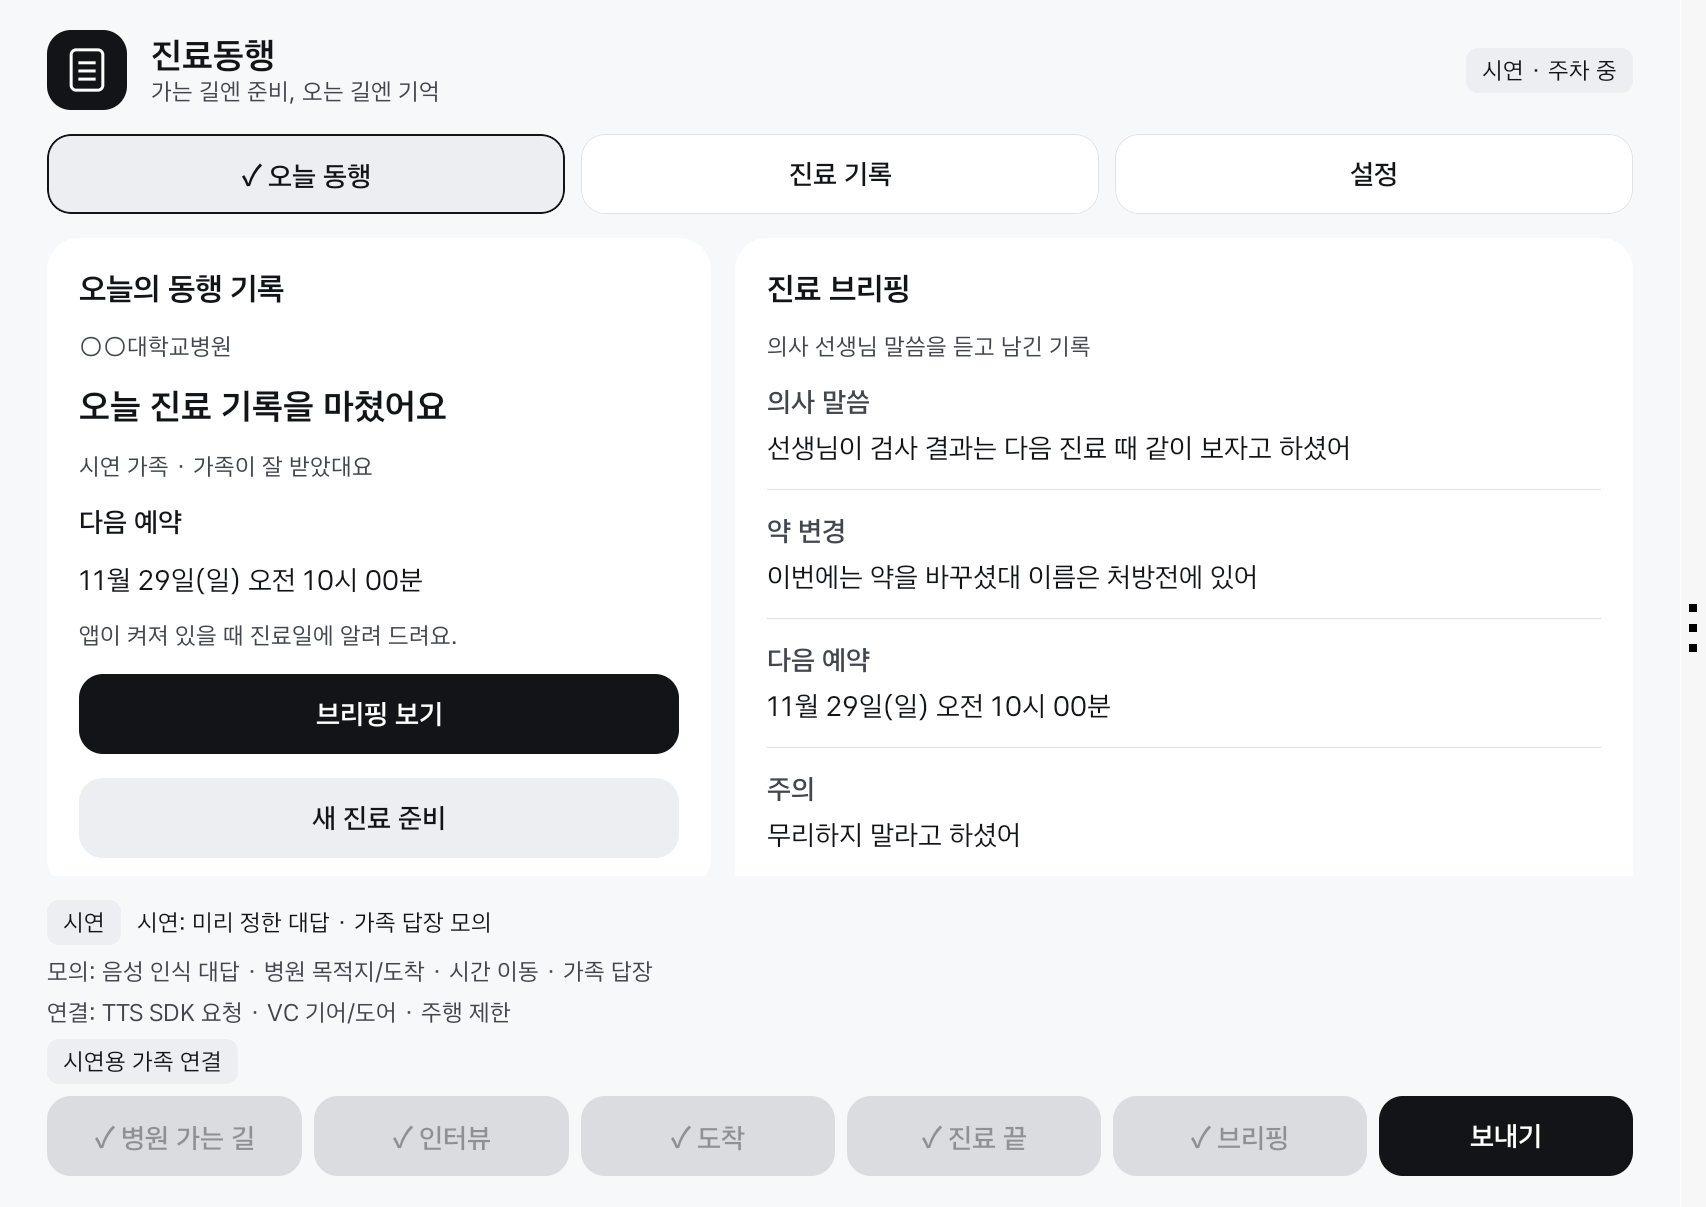 진료동행
가는 길엔 준비, 오는 길엔 기억
시연 · 주차 중
✓ 오늘 동행
진료 기록
설정
오늘의 동행 기록
○○대학교병원
오늘 진료 기록을 마쳤어요
시연 가족 · 가족이 잘 받았대요
다음 예약
11월 29일(일) 오전 10시 00분
앱이 켜져 있을 때 진료일에 알려 드려요.
브리핑 보기
새 진료 준비
진료 브리핑
의사 선생님 말씀을 듣고 남긴 기록
의사 말씀
선생님이 검사 결과는 다음 진료 때 같이 보자고 하셨어
약 변경
이번에는 약을 바꾸셨대 이름은 처방전에 있어
다음 예약
11월 29일(일) 오전 10시 00분
주의
무리하지 말라고 하셨어
시연
시연: 미리 정한 대답 · 가족 답장 모의
모의: 음성 인식 대답 · 병원 목적지/도착 · 시간 이동 · 가족 답장
연결: TTS SDK 요청 · VC 기어/도어 · 주행 제한
시연용 가족 연결
✓ 병원 가는 길
✓ 인터뷰
✓ 도착
✓ 진료 끝
✓ 브리핑
보내기